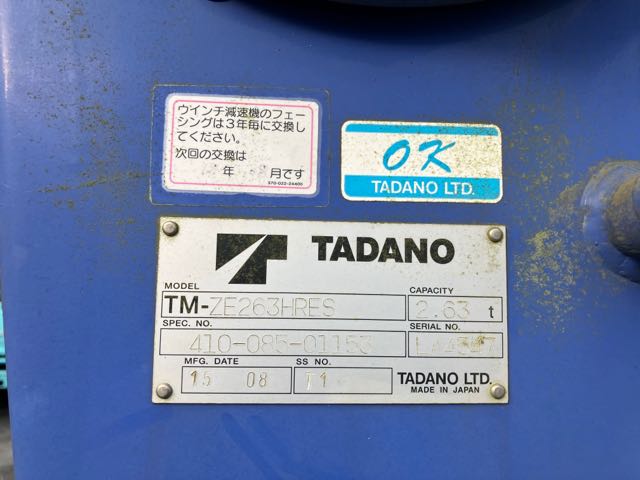 ウインチ減速機のフェー
シングは3年毎に交換し
てください。
次回の交換は
年 月です
OK
TADANO LTD.
TADANO
MODEL
CAPACITY
TM-ZE263HRES 2.63 t
SPEC. NO.
SERIAL NO.
410-085-01153
MFG. DATE
SS NO.
15 08 T1
TADANO LTD.
MADE IN JAPAN